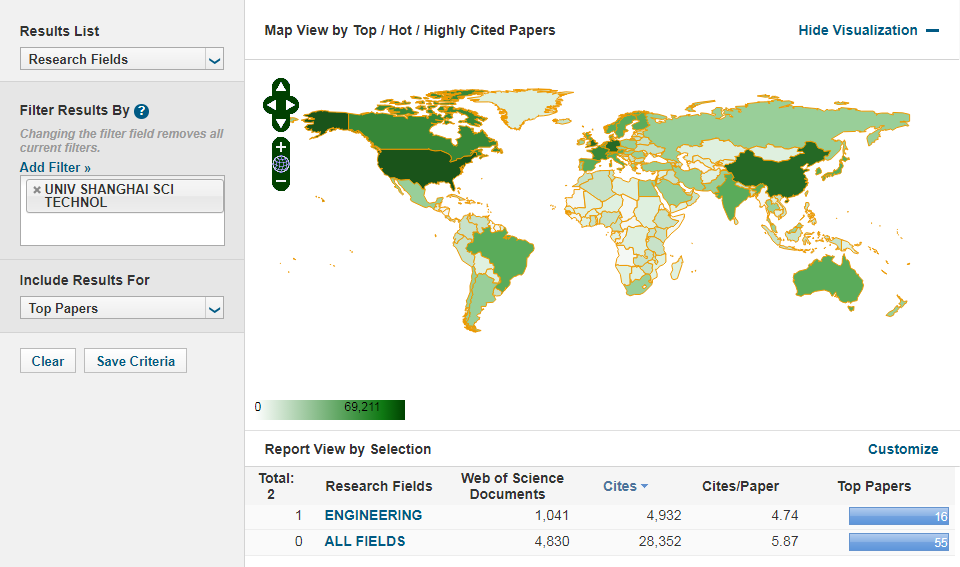 Results List
Research Fields
Filter Results By ?
Changing the filter field removes all
current filters.
Add Filter »
× UNIV SHANGHAI SCI
TECHNOL
Include Results For
Top Papers
Clear Save Criteria
Map View by Top / Hot / Highly Cited Papers
Hide Visualization
+
−
0 69,211
Report View by Selection
Customize
Total:
2
Research Fields
Web of Science
Documents
Cites
Cites/Paper
Top Papers
1 ENGINEERING 1,041 4,932 4.74 16
0 ALL FIELDS 4,830 28,352 5.87 55